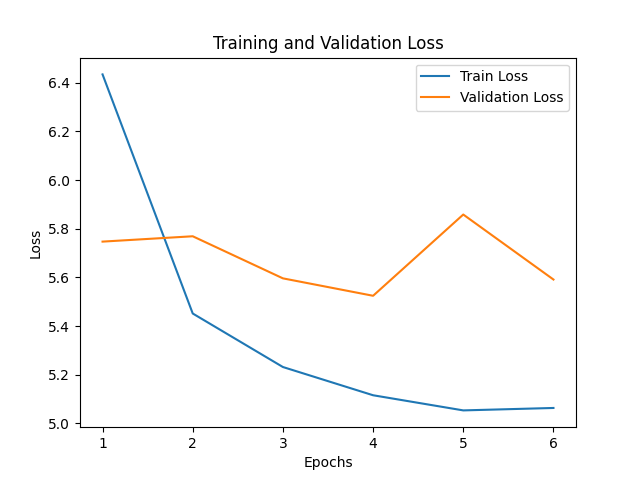 Training and Validation Loss
Train Loss
Validation Loss
6.4
6.2
6.0
5.8
5.6
5.4
5.2
5.0
Loss
1 2 3 4 5 6
Epochs